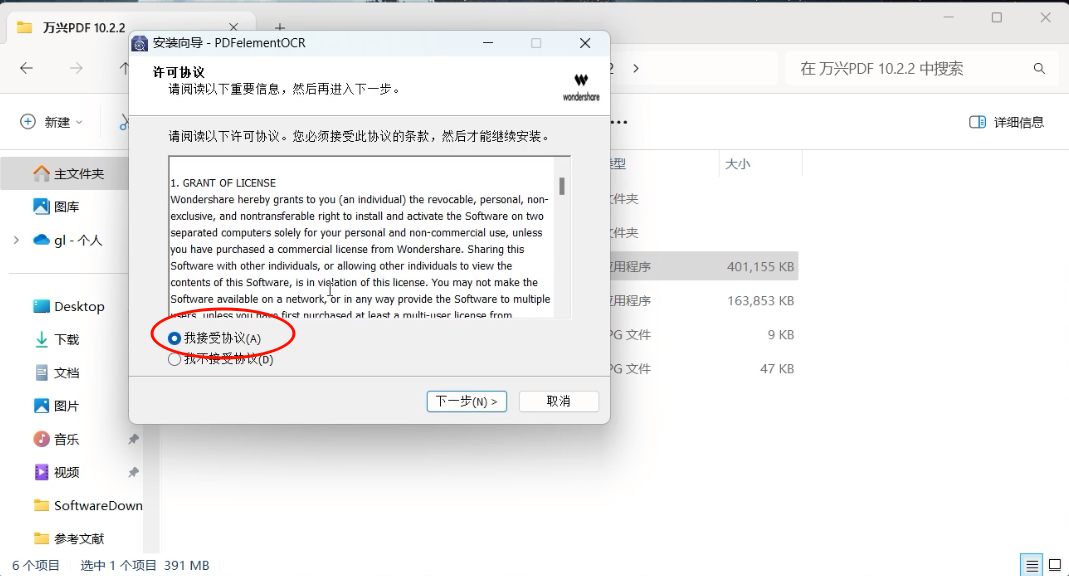 万兴PDF 10.2.2
安装向导 - PDFelementOCR
许可协议
请阅读以下重要信息，然后再进入下一步。
wondershare
在 万兴PDF 10.2.2 中搜索
新建
详细信息
请阅读以下许可协议。您必须接受此协议的条款，然后才能继续安装。
大小
主文件夹
1. GRANT OF LICENSE
Wondershare hereby grants to you (an individual) the revocable, personal, non-
exclusive, and nontransferable right to install and activate the Software on two
separated computers solely for your personal and non-commercial use, unless
you have purchased a commercial license from Wondershare. Sharing this
Software with other individuals, or allowing other individuals to view the
contents of this Software, is in violation of this license. You may not make the
Software available on a network, or in any way provide the Software to multiple
users, unless you have first purchased at least a multi-user license from
图库
gl - 个人
文件夹
文件夹
应用程序 401,155 KB
应用程序 163,853 KB
PG 文件 9 KB
PG 文件 47 KB
Desktop
下载
文档
图片
音乐
视频
SoftwareDown
参考文献
我接受协议(A)
我不接受协议(D)
下一步(N) >
取消
6 个项目 选中 1 个项目 391 MB